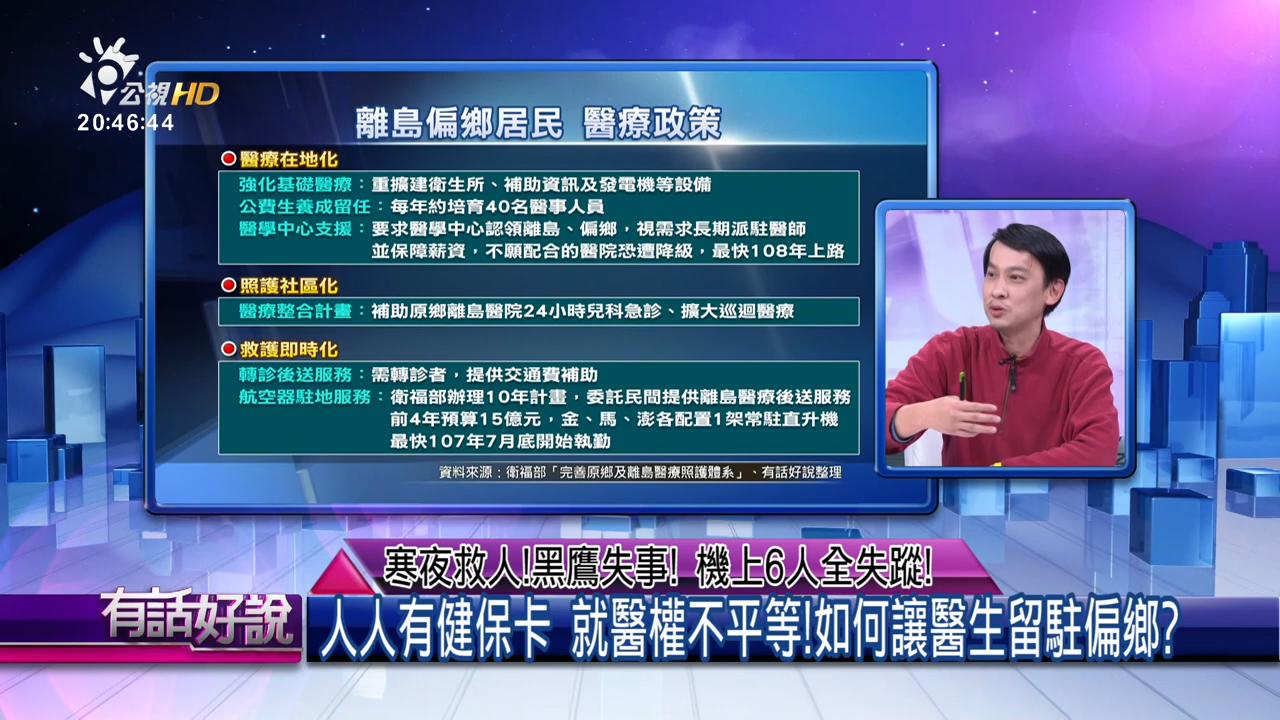 公視HD
20:46:44
離島偏鄉居民 醫療政策
醫療在地化
強化基礎醫療：重擴建衛生所、補助資訊及發電機等設備
公費生養成留任：每年約培育40名醫事人員
醫學中心支援：要求醫學中心認領離島、偏鄉，視需求長期派駐醫師
並保障薪資，不願配合的醫院恐遭降級，最快108年上路
照護社區化
醫療整合計畫：補助原鄉離島醫院24小時兒科急診、擴大巡迴醫療
救護即時化
轉診後送服務：需轉診者，提供交通費補助
航空器駐地服務：衛福部辦理10年計畫，委託民間提供離島醫療後送服務
前4年預算15億元，金、馬、澎各配置1架常駐直升機
最快107年7月底開始執勤
資料來源：衛福部「完善原鄉及離島醫療照護體系」、有話好說整理
寒夜救人!黑鷹失事! 機上6人全失蹤!
有話好說
人人有健保卡 就醫權不平等!如何讓醫生留駐偏鄉?